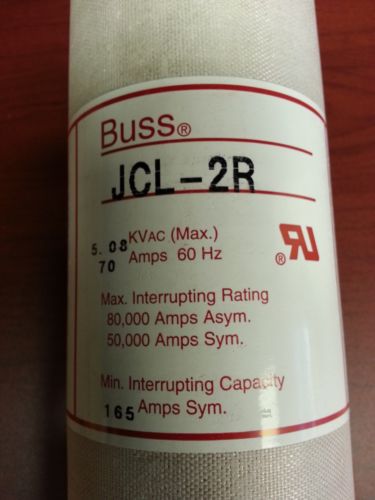 Buss®
JCL-2R
5.08 KVAC (Max.)
70 Amps 60 Hz
Max. Interrupting Rating
80,000 Amps Asym.
50,000 Amps Sym.
Min. Interrupting Capacity
165 Amps Sym.
®